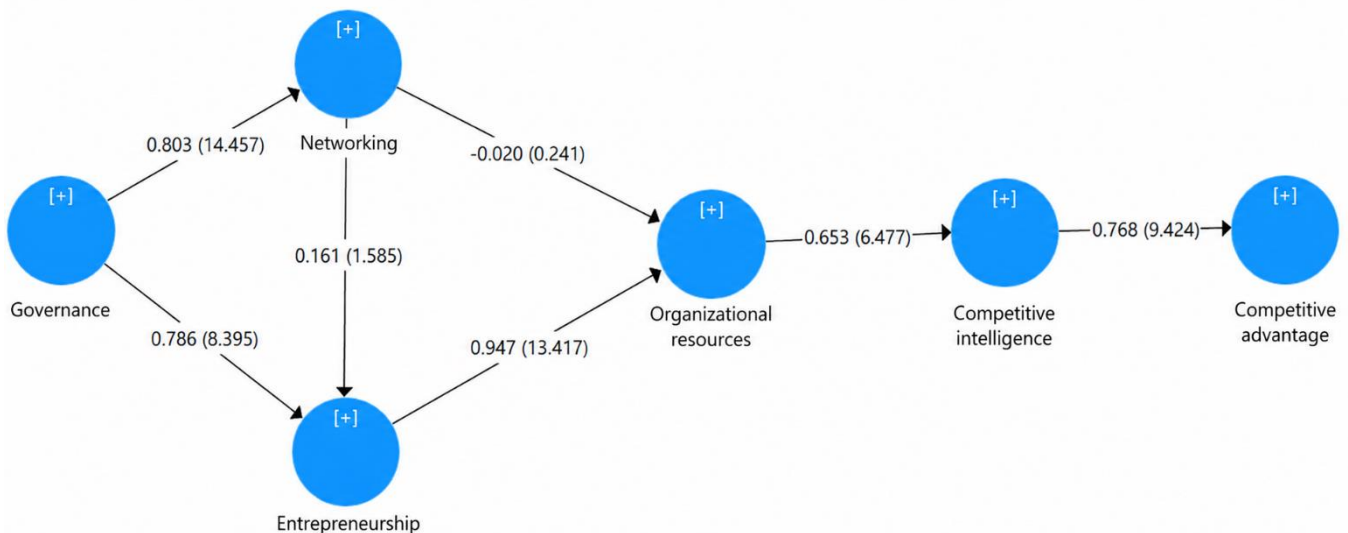 [+]
Networking
0.803 (14.457)
-0.020 (0.241)
[+]
Governance
0.161 (1.585)
0.786 (8.395)
[+]
Entrepreneurship
0.947 (13.417)
[+]
Organizational
resources
0.653 (6.477)
[+]
Competitive
intelligence
0.768 (9.424)
[+]
Competitive
advantage